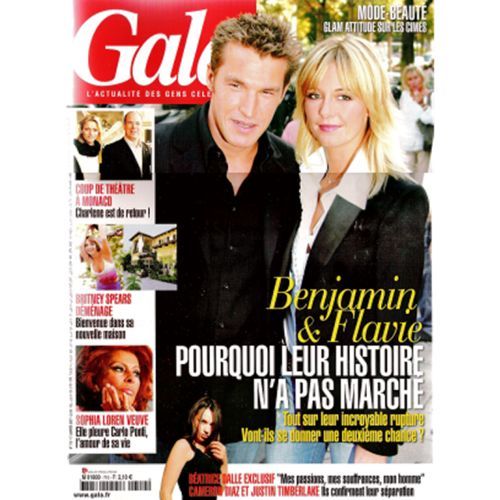 MODE-BEAUTÉ
GLAM ATTITUDE SUR LES CIMES
Gala
L'ACTUALITÉ DES GENS CELE
COUP DE THÉÂTRE
À MONACO
Charlene est de retour !
BRITNEY SPEARS
DÉMÉNAGE
Bienvenue dans sa
nouvelle maison
SOPHIA LOREN VEUVE
Elle pleure Carlo Ponti,
l'amour de sa vie
Benjamin
& Flavie
POURQUOI LEUR HISTOIRE
N'A PAS MARCHÉ
Tout sur leur incroyable rupture
Vont-ils se donner une deuxième chance ?
BÉATRICE DALLE EXCLUSIF "Mes passions, mes souffrances, mon homme"
CAMERON DIAZ ET JUSTIN TIMBERLAKE Ils confirment leur séparation
www.gala.fr